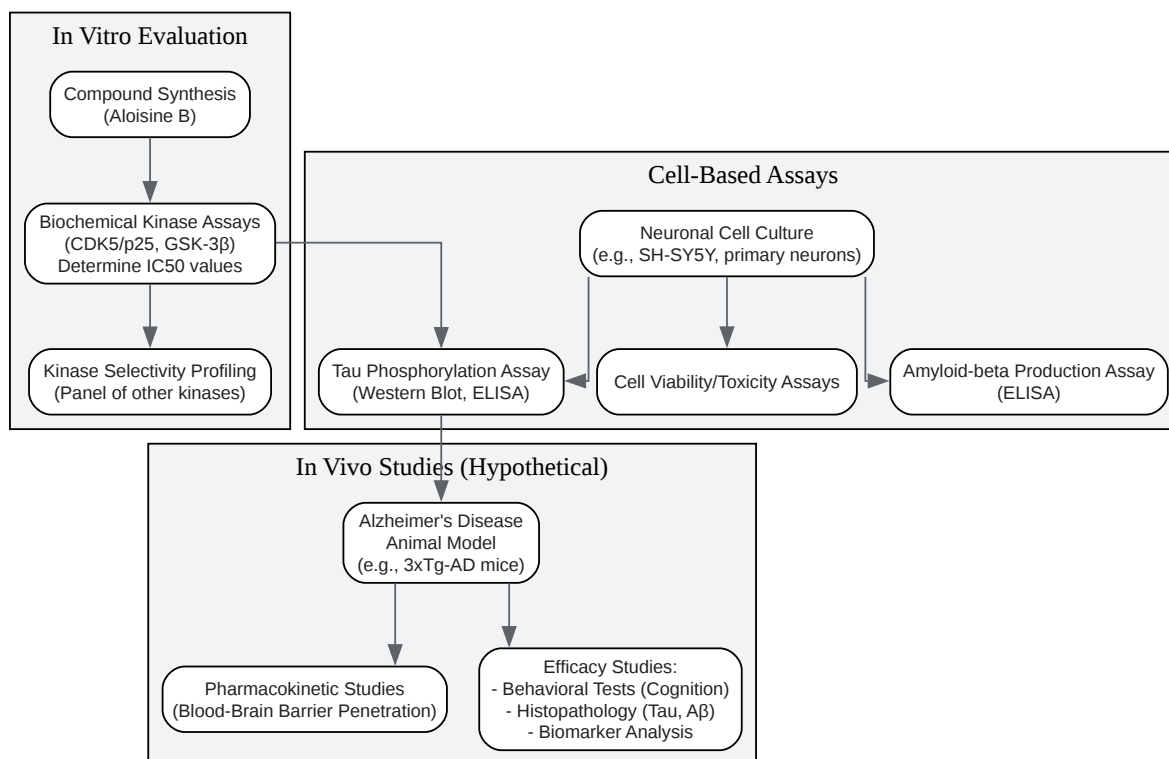 In Vitro Evaluation
Compound Synthesis
(Aloisine B)
Biochemical Kinase Assays
(CDK5/p25, GSK-3β)
Determine IC50 values
Kinase Selectivity Profiling
(Panel of other kinases)
Cell-Based Assays
Neuronal Cell Culture
(e.g., SH-SY5Y, primary neurons)
Tau Phosphorylation Assay
(Western Blot, ELISA)
Cell Viability/Toxicity Assays
Amyloid-beta Production Assay
(ELISA)
In Vivo Studies (Hypothetical)
Alzheimer's Disease
Animal Model
(e.g., 3xTg-AD mice)
Pharmacokinetic Studies
(Blood-Brain Barrier Penetration)
Efficacy Studies:
- Behavioral Tests (Cognition)
- Histopathology (Tau, Aβ)
- Biomarker Analysis